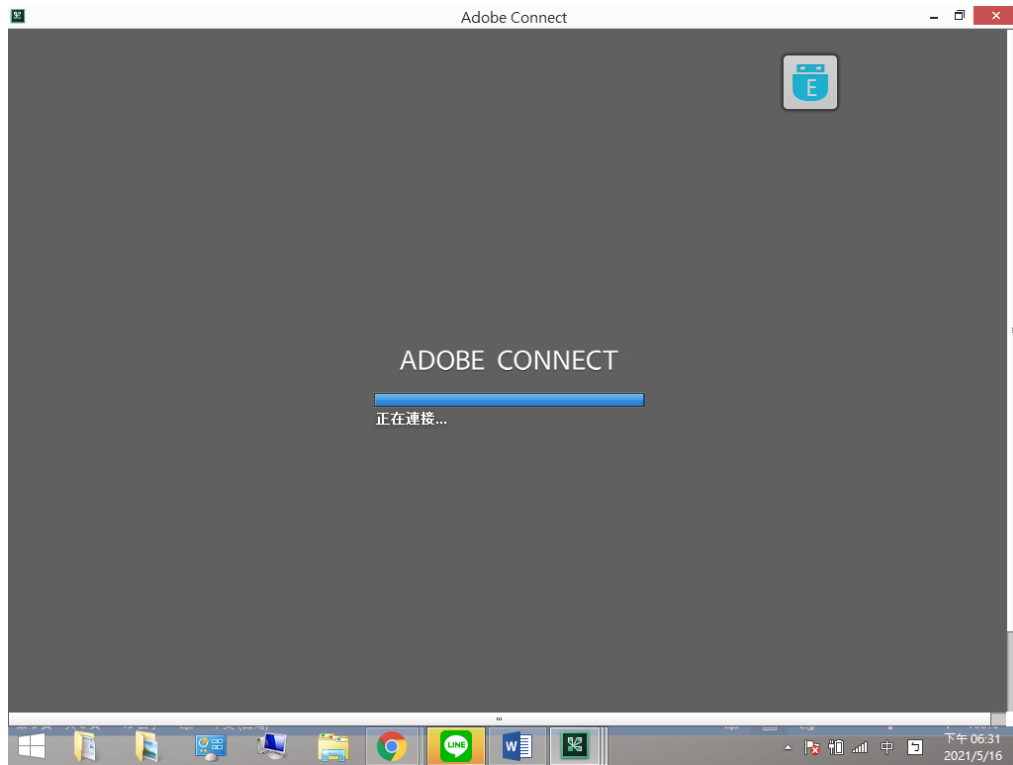 Adobe Connect
E
ADOBE CONNECT
正在連接...
LINE
W
中
ㄅ
下午 06:31
2021/5/16